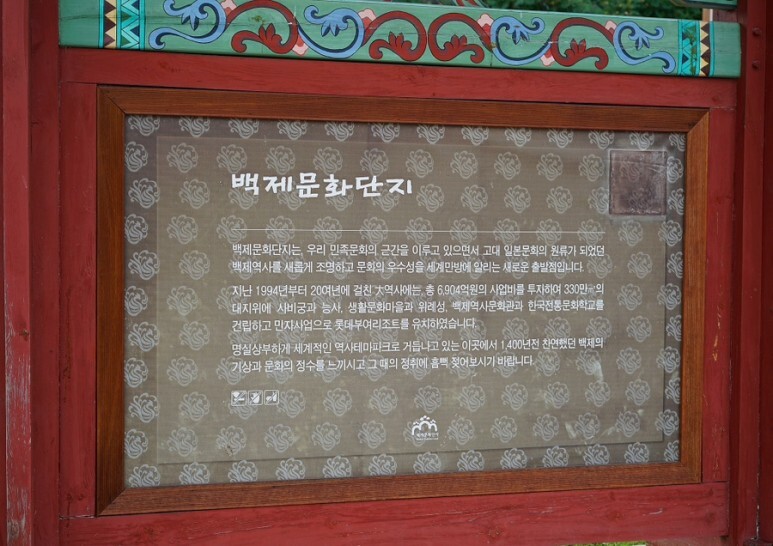 백제문화단지
백제문화단지는, 우리 민족문화의 근간을 이루고 있으면서 고대 일본문화의 원류가 되었던
백제역사를 새롭게 조명하고 문화의 우수성을 세계만방에 알리는 새로운 출발점입니다.
지난 1994년부터 20여년에 걸친 大역사에는, 총 6,904억원의 사업비를 투자하여 330만㎡의
대지위에 사비궁과 능사, 생활문화마을과 위례성, 백제역사문화관과 한국전통문화학교를
건립하고 민자사업으로 롯데부여리조트를 유치하였습니다.
명실상부하게 세계적인 역사테마파크로 거듭나고 있는 이곳에서 1,400년전 찬연했던 백제의
기상과 문화의 정수를 느끼시고 그 때의 정취에 흠뻑 젖어보시기 바랍니다.